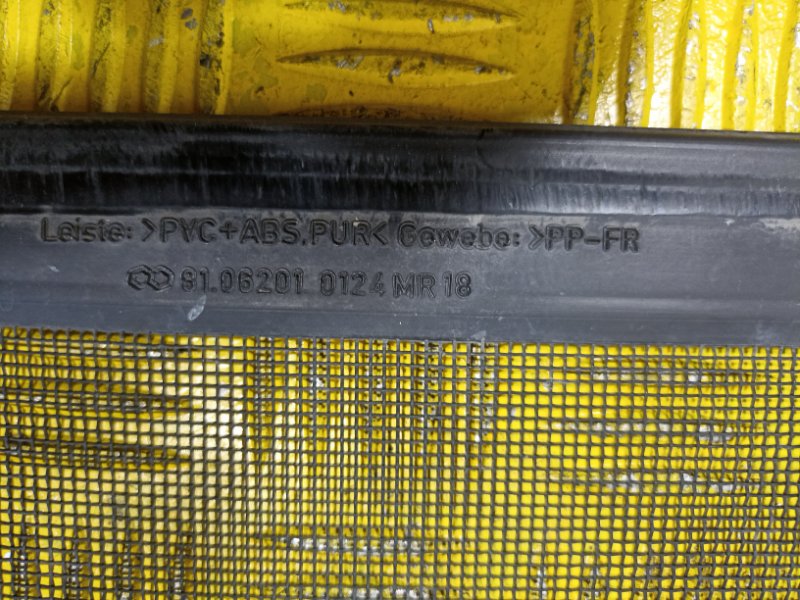 Leiste: >PVC+ABS.PUR< Gewebe: >PP-FR
81.06201 0124 MR 18